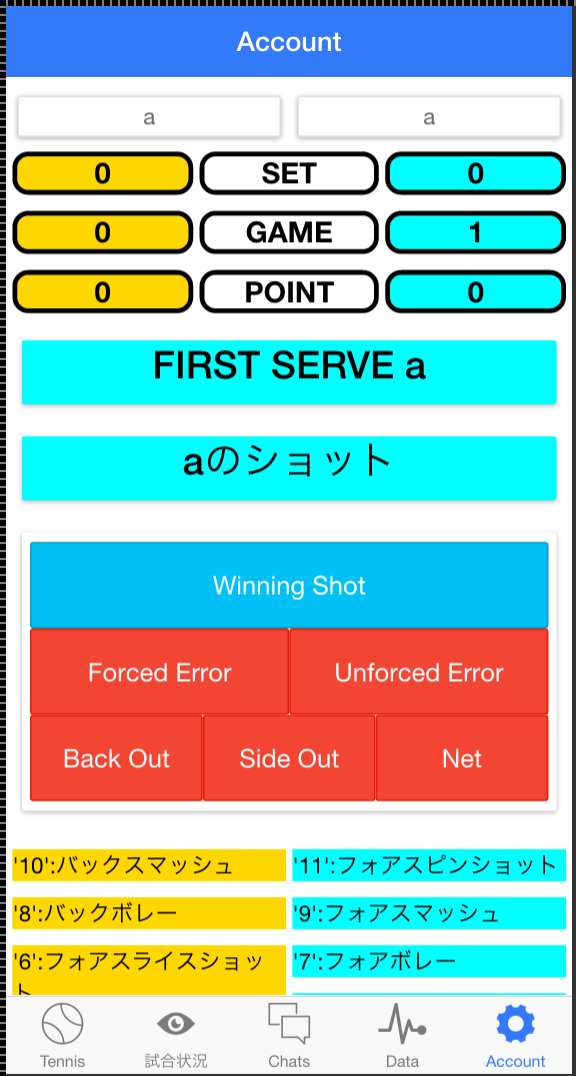 Account
a a
0 SET 0
0 GAME 1
0 POINT 0
FIRST SERVE a
aのショット
Winning Shot
Forced Error Unforced Error
Back Out Side Out Net
'10':バックスマッシュ '11':フォアスピンショット
'8':バックボレー '9':フォアスマッシュ
'6':フォアスライスショッ '7':フォアボレー
ト
Tennis 試合状況 Chats Data Account